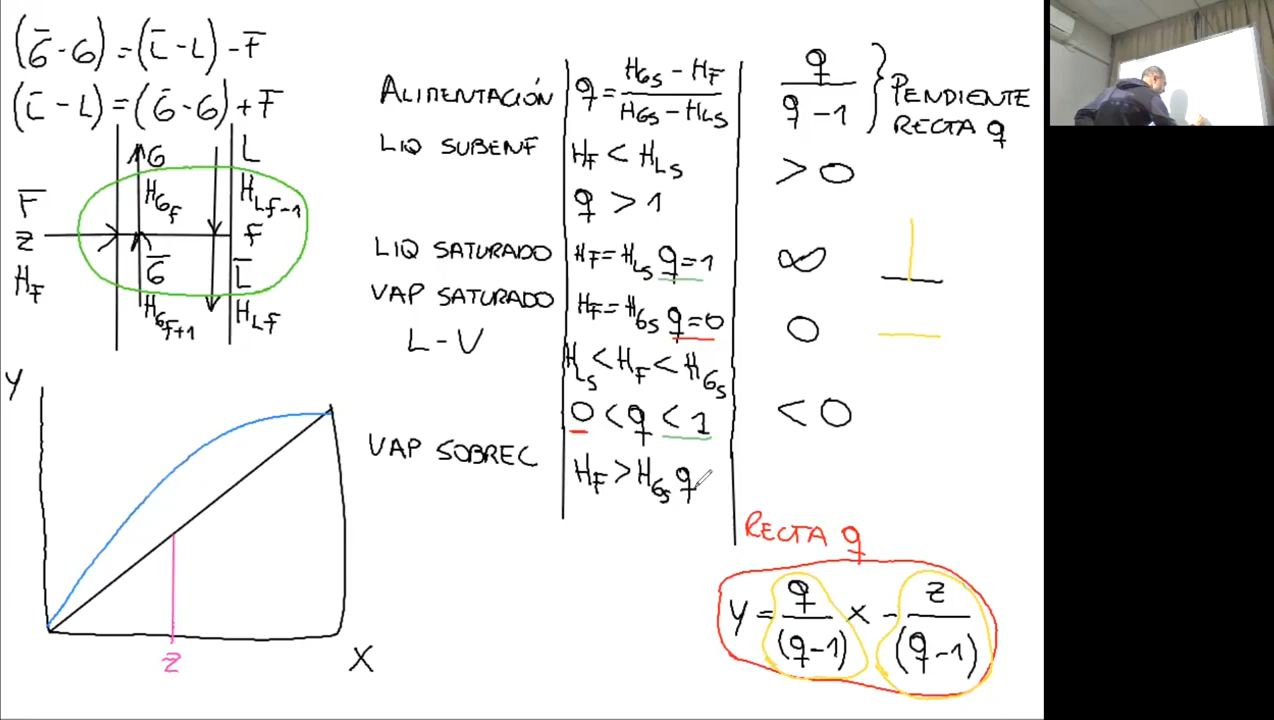 (G̅-G)=(L̅-L)-F̅
(L̅-L)=(G̅-G)+F̅
G
L
H_Gf
H_Lf-1
F̅
Z
H_F
f
G̅
L̅
H_Gf+1
H_Lf
Y
X
Z
ALIMENTACIÓN q=(H_Gs-H_F)/(H_Gs-H_Ls) q/(q-1) } PENDIENTE
RECTA q
LIQ SUBENF H_F<H_Ls >0
q>1
LIQ SATURADO H_F=H_Ls q=1 ∞
VAP SATURADO H_F=H_Gs q=0 0
L-V H_Ls<H_F<H_Gs
0<q<1 <0
VAP SOBREC H_F>H_Gs q
RECTA q
Y=q/(q-1) X - Z/(q-1)